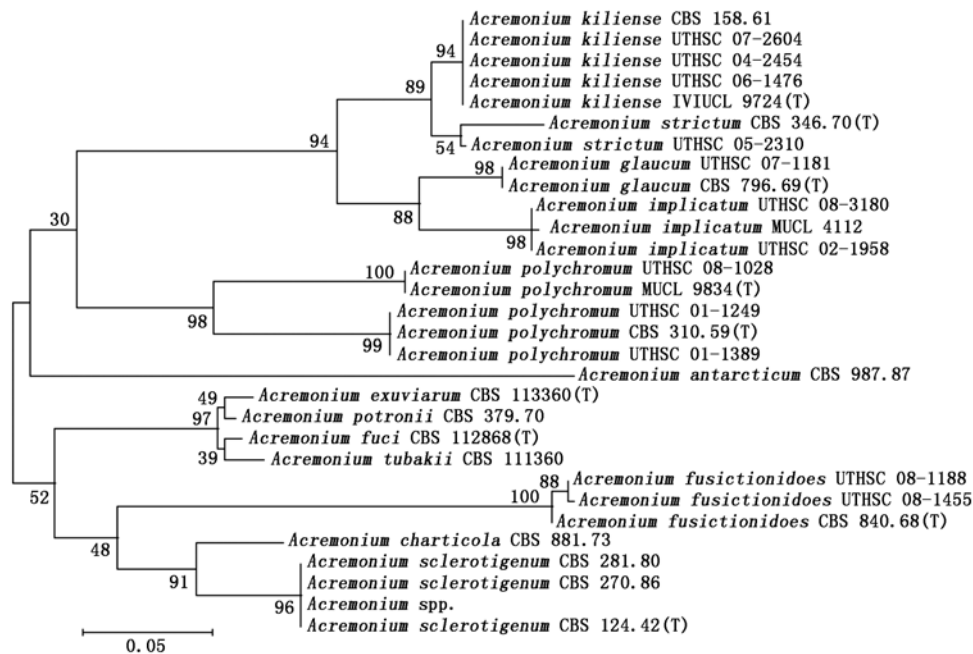 Acremonium kiliense CBS 158.61
Acremonium kiliense UTHSC 07-2604
94
Acremonium kiliense UTHSC 04-2454
Acremonium kiliense UTHSC 06-1476
89
Acremonium kiliense IVIUCL 9724(T)
Acremonium strictum CBS 346.70(T)
94
54
Acremonium strictum UTHSC 05-2310
98
Acremonium glaucum UTHSC 07-1181
Acremonium glaucum CBS 796.69(T)
88
Acremonium implicatum UTHSC 08-3180
30
Acremonium implicatum MUCL 4112
98
Acremonium implicatum UTHSC 02-1958
100
Acremonium polychromum UTHSC 08-1028
Acremonium polychromum MUCL 9834(T)
98
Acremonium polychromum UTHSC 01-1249
Acremonium polychromum CBS 310.59(T)
99
Acremonium polychromum UTHSC 01-1389
Acremonium antarcticum CBS 987.87
49
Acremonium exuviarum CBS 113360(T)
97
Acremonium potronii CBS 379.70
Acremonium fuci CBS 112868(T)
39
Acremonium tubakii CBS 111360
88
Acremonium fusictionidoes UTHSC 08-1188
52
100
Acremonium fusictionidoes UTHSC 08-1455
Acremonium fusictionidoes CBS 840.68(T)
48
Acremonium charticola CBS 881.73
Acremonium sclerotigenum CBS 281.80
91
Acremonium sclerotigenum CBS 270.86
96
Acremonium spp.
Acremonium sclerotigenum CBS 124.42(T)
0.05